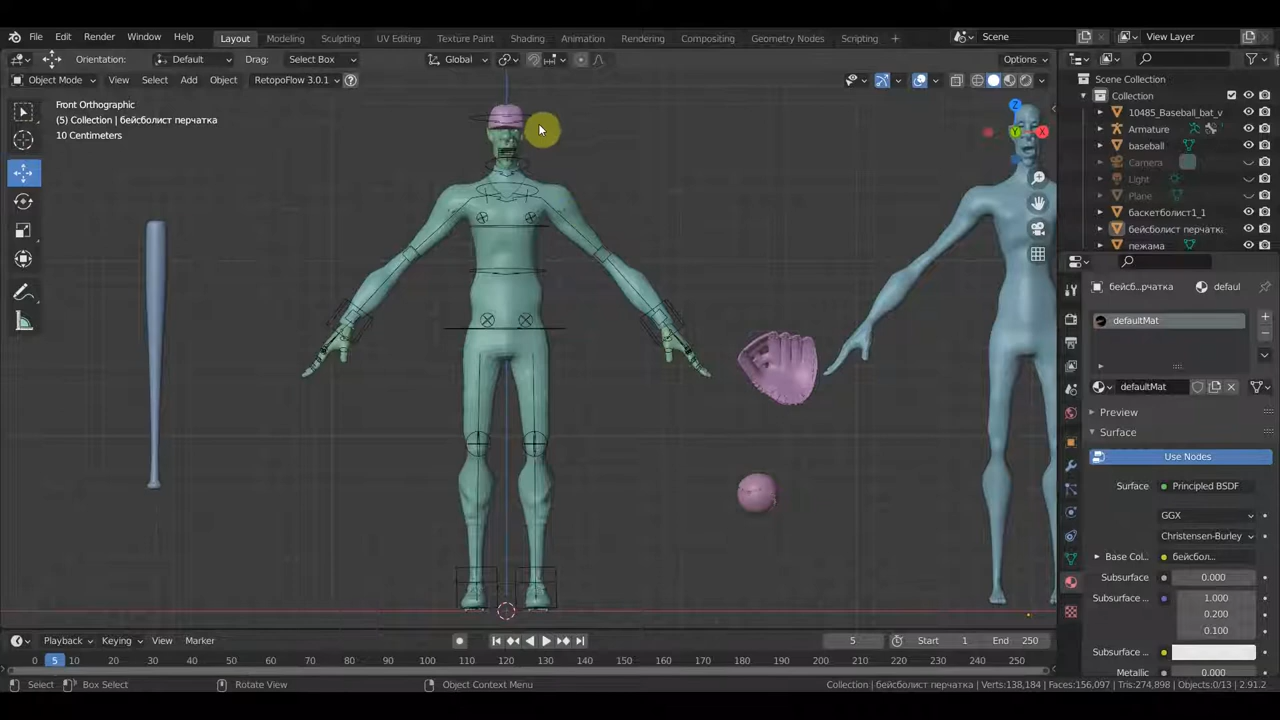 File Edit Render Window Help Layout Modeling Sculpting UV Editing Texture Paint Shading Animation Rendering Compositing Geometry Nodes Scripting + Scene View Layer
Orientation: Default Drag: Select Box Global Options
Object Mode View Select Add Object RetopoFlow 3.0.1 ?
Front Orthographic
(5) Collection | бейсболист перчатка
10 Centimeters
Z
Y
X
Scene Collection
Collection
10485_Baseball_bat_v
Armature
baseball
Camera
Light
Plane
баскетболист1_1
бейсболист перчатка
пежама
бейсб...рчатка defaul
defaultMat
defaultMat
Preview
Surface
Use Nodes
Surface Principled BSDF
GGX
Christensen-Burley
Base Col... бейсбол...
Subsurface 0.000
Subsurface . 1.000
0.200
0.100
Subsurface ..
Metallic 0.000
Playback Keying View Marker 5 Start 1 End 250
0 5 10 20 30 40 50 60 70 80 90 100 110 120 130 140 150 160 170 180 190 200 210 220 230 240 250
Select Box Select Rotate View Object Context Menu Collection | бейсболист перчатка | Verts:138,184 | Faces:156,097 | Tris:274,898 | Objects:0/13 | 2.91.2